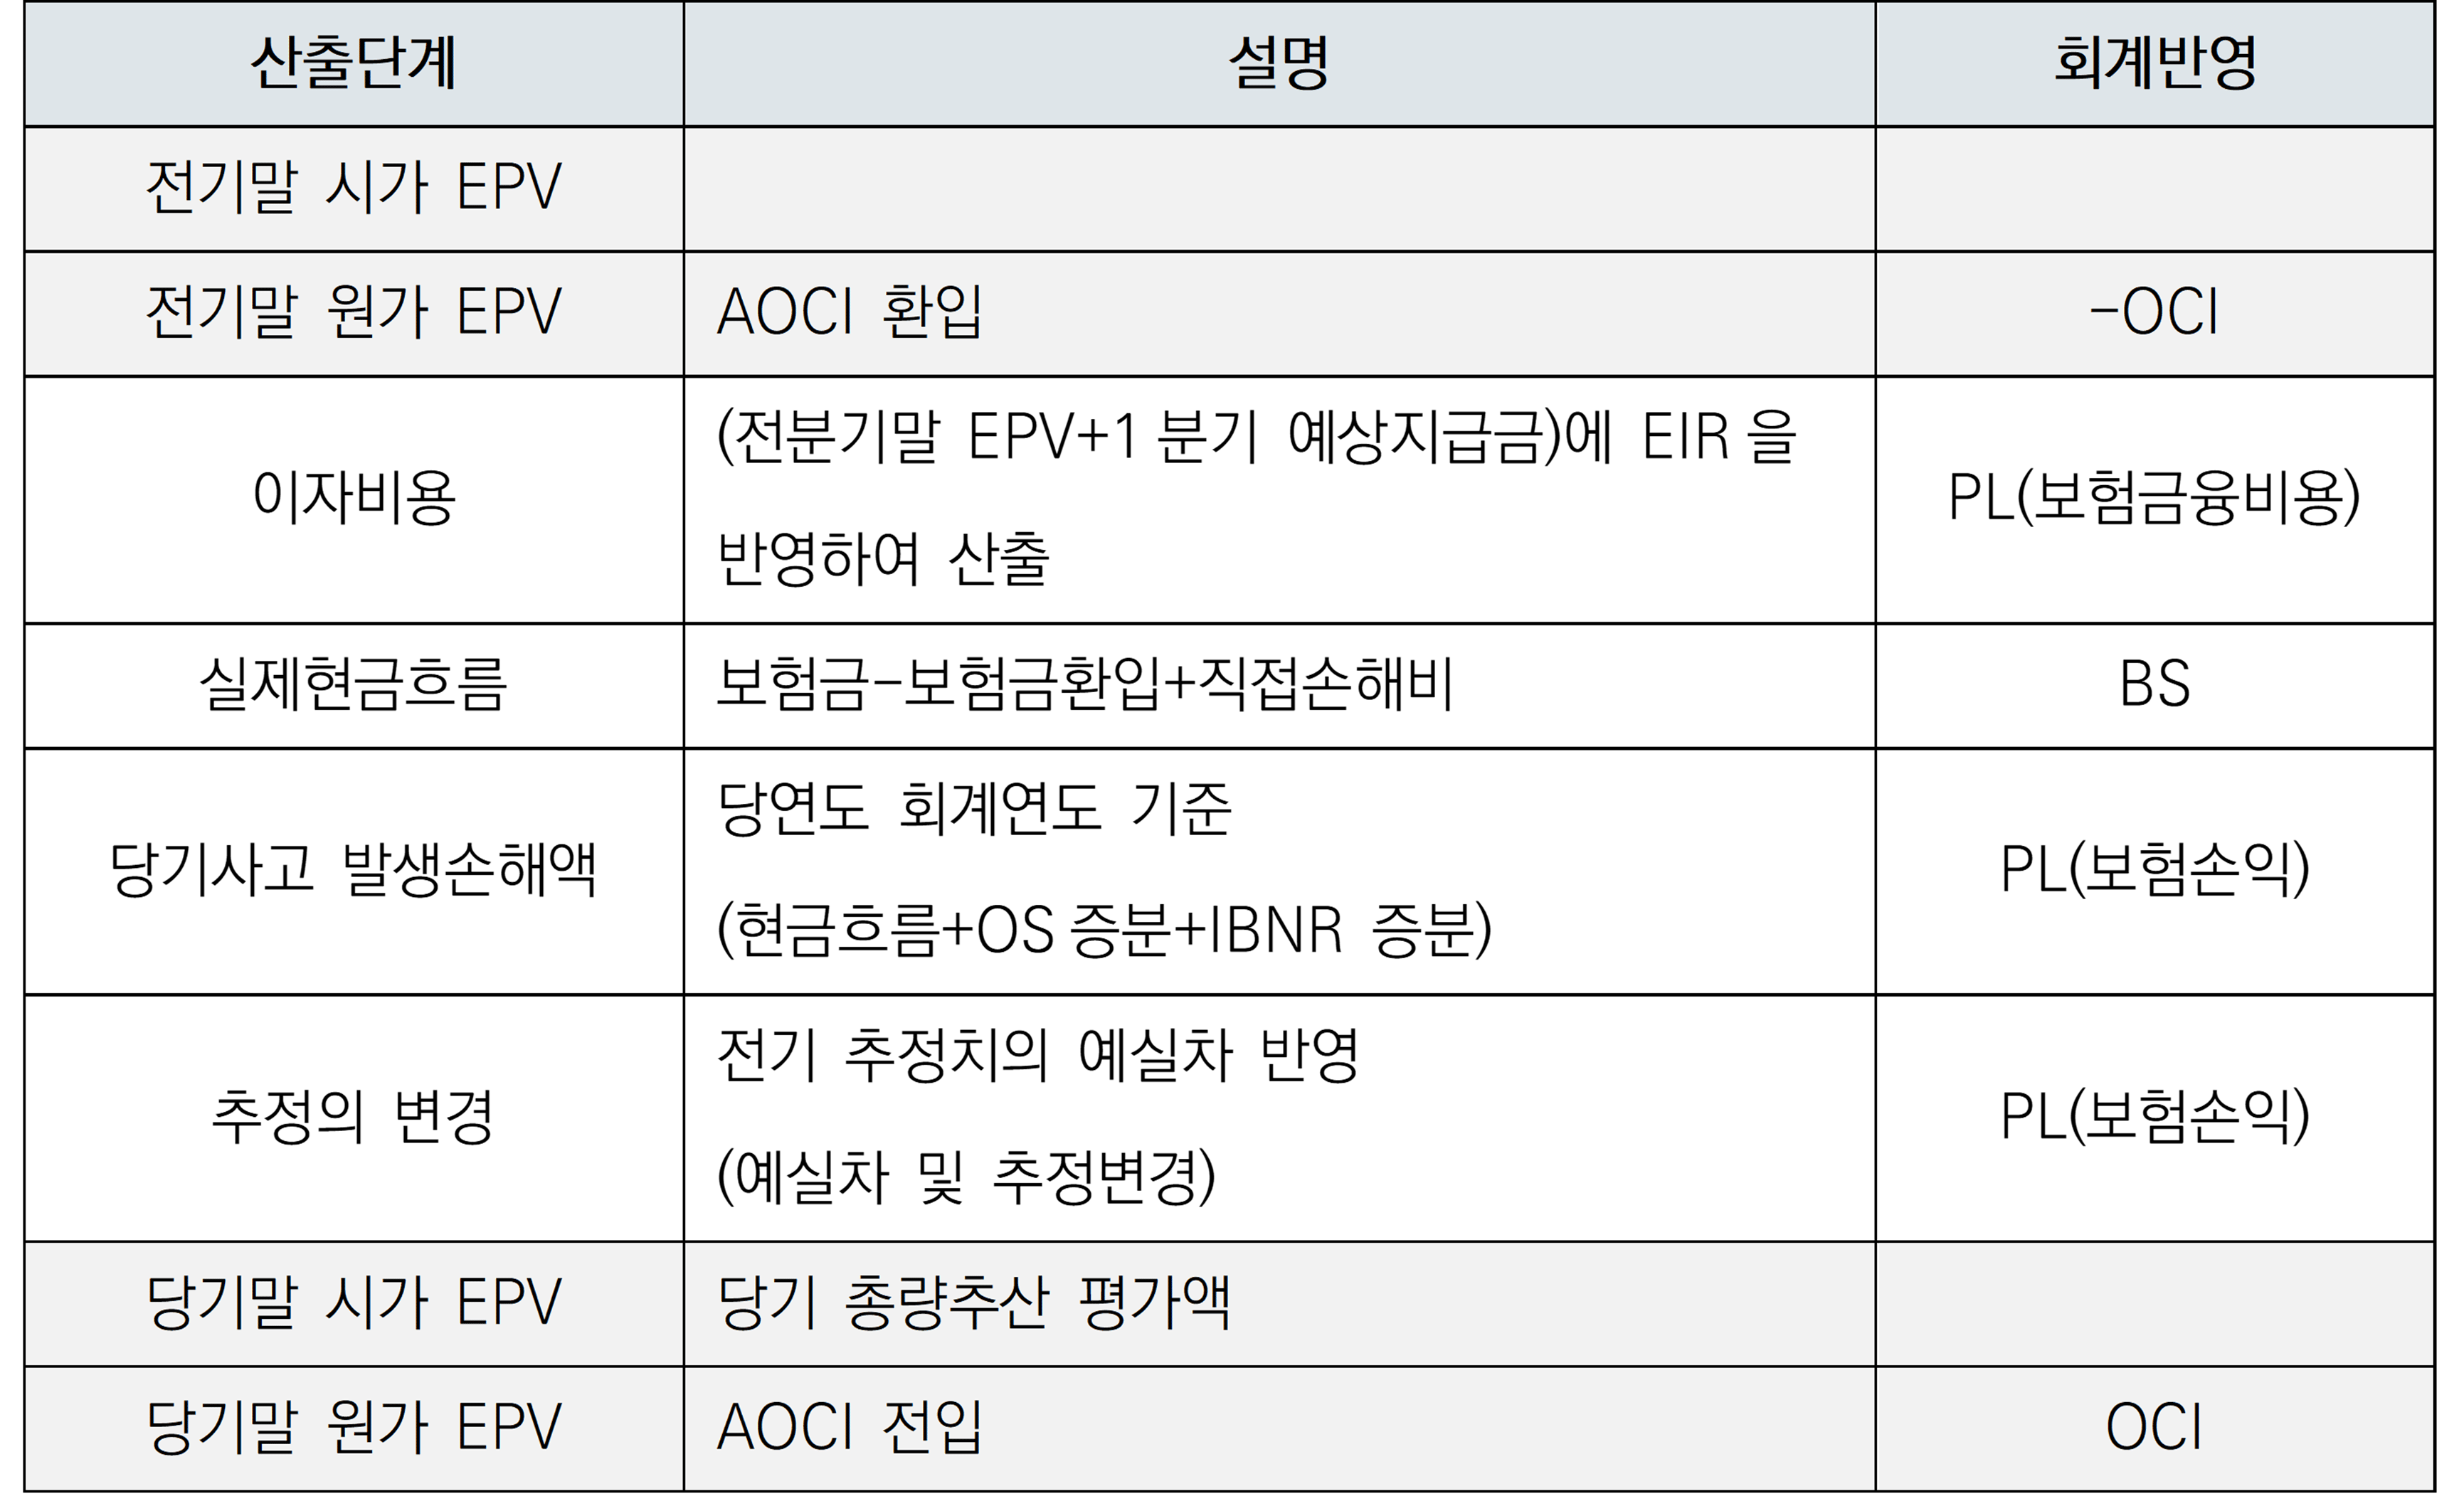 산출단계 설명 회계반영
전기말 시가 EPV
전기말 원가 EPV AOCI 환입 -OCI
(전분기말 EPV+1분기 예상지급금)에 EIR을
이자비용 PL(보험금융비용)
반영하여 산출
실제현금흐름 보험금-보험금환입+직접손해비 BS
당연도 회계연도 기준
당기사고 발생손해액 PL(보험손익)
(현금흐름+OS증분+IBNR 증분)
전기 추정치의 예실차 반영
추정의 변경 PL(보험손익)
(예실차 및 추정변경)
당기말 시가 EPV 당기 총량추산 평가액
당기말 원가 EPV AOCI 전입 OCI